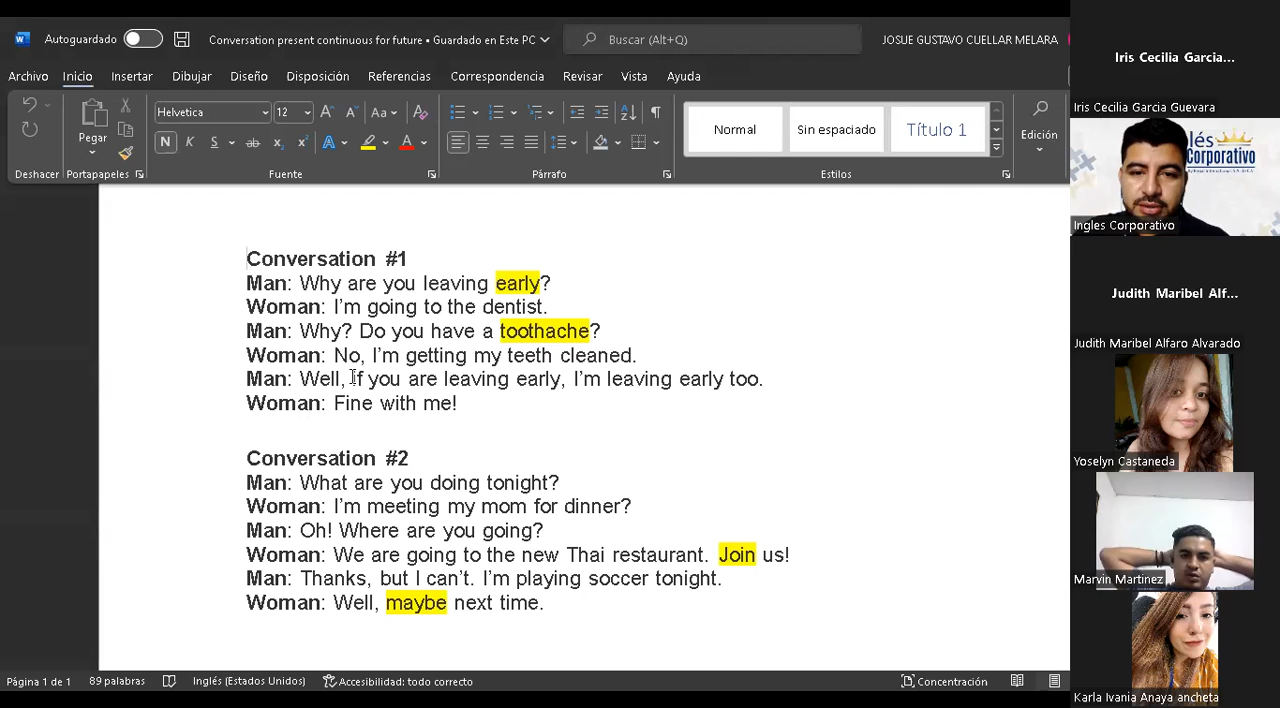 Autoguardado
Conversation present continuous for future • Guardado en Este PC
Buscar (Alt+Q)
JOSUE GUSTAVO CUELLAR MELARA
Archivo Inicio Insertar Dibujar Diseño Disposición Referencias Correspondencia Revisar Vista Ayuda
Helvetica 12
Pegar
Normal Sin espaciado Título 1
Edición
Deshacer Portapapeles Fuente Párrafo Estilos
Conversation #1
Man: Why are you leaving early?
Woman: I’m going to the dentist.
Man: Why? Do you have a toothache?
Woman: No, I’m getting my teeth cleaned.
Man: Well, if you are leaving early, I’m leaving early too.
Woman: Fine with me!
Conversation #2
Man: What are you doing tonight?
Woman: I’m meeting my mom for dinner?
Man: Oh! Where are you going?
Woman: We are going to the new Thai restaurant. Join us!
Man: Thanks, but I can’t. I’m playing soccer tonight.
Woman: Well, maybe next time.
Página 1 de 1 89 palabras Inglés (Estados Unidos) Accesibilidad: todo correcto Concentración
Iris Cecilia Garcia...
Iris Cecilia Garcia Guevara
lés
Corporativo
Ingles Corporativo
Judith Maribel Alf...
Judith Maribel Alfaro Alvarado
Yoselyn Castaneda
Marvin Martinez
Karla Ivania Anaya ancheta